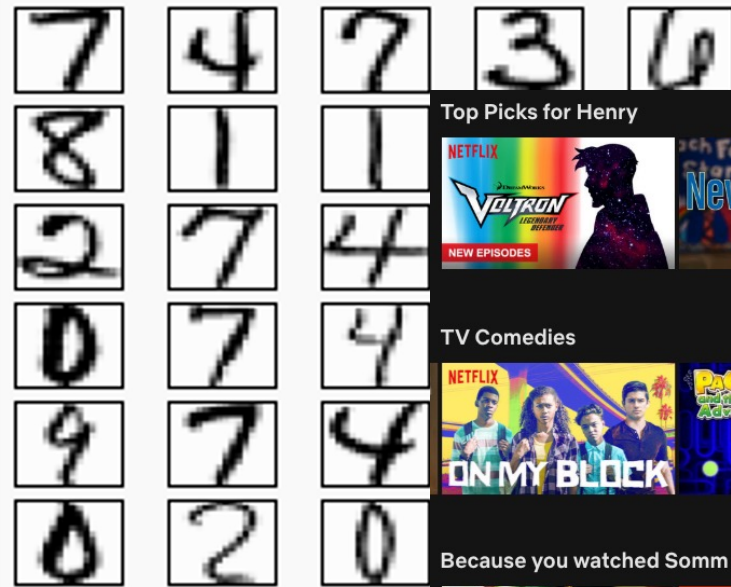 7 4 7 3 6
8 1 1
2 7 4
0 7 4
9 7 4
0 2 0
Top Picks for Henry
NETFLIX
DREAMWORKS
VOLTRON
LEGENDARY
DEFENDER
NEW EPISODES
TV Comedies
NETFLIX
ON MY BLOCK
Because you watched Somm